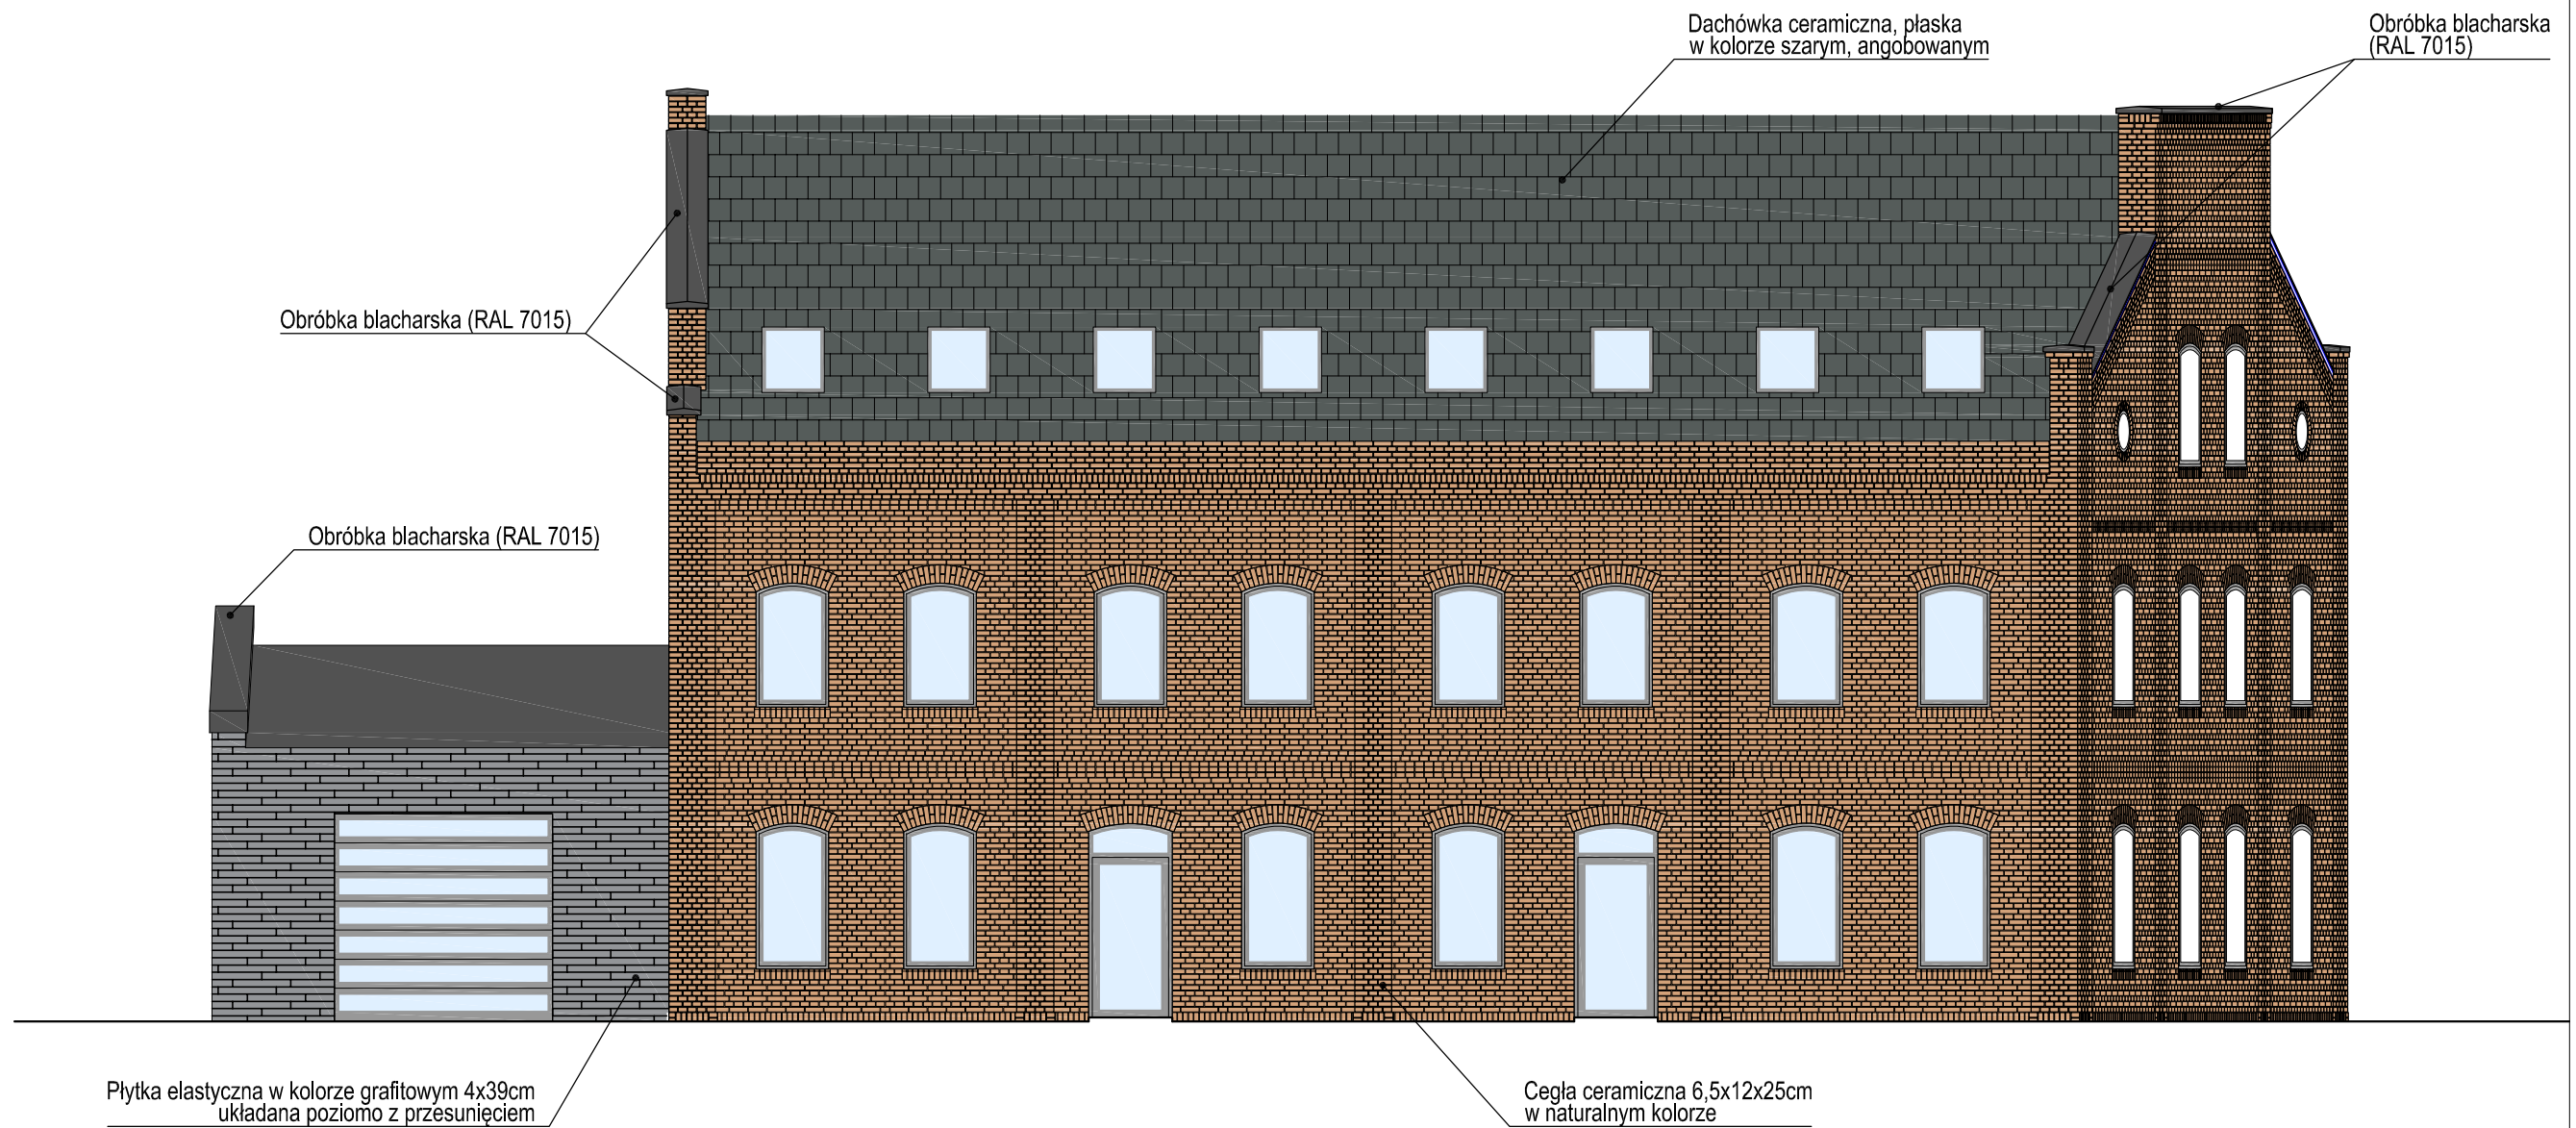 Dachówka ceramiczna, płaska
w kolorze szarym, angobowanym
Obróbka blacharska
(RAL 7015)
Obróbka blacharska (RAL 7015)
Obróbka blacharska (RAL 7015)
Płytka elastyczna w kolorze grafitowym 4x39cm
układana poziomo z przesunięciem
Cegła ceramiczna 6,5x12x25cm
w naturalnym kolorze